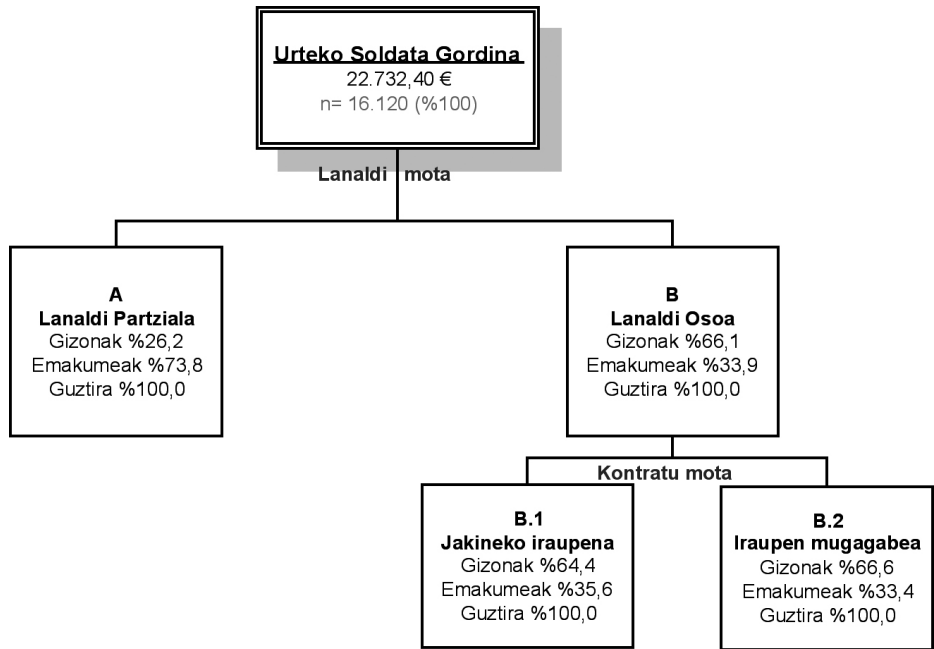 Urteko Soldata Gordina
22.732,40 €
n= 16.120 (%100)
Lanaldi mota
A
Lanaldi Partziala
Gizonak %26,2
Emakumeak %73,8
Guztira %100,0
B
Lanaldi Osoa
Gizonak %66,1
Emakumeak %33,9
Guztira %100,0
Kontratu mota
B.1
Jakineko iraupena
Gizonak %64,4
Emakumeak %35,6
Guztira %100,0
B.2
Iraupen mugagabea
Gizonak %66,6
Emakumeak %33,4
Guztira %100,0